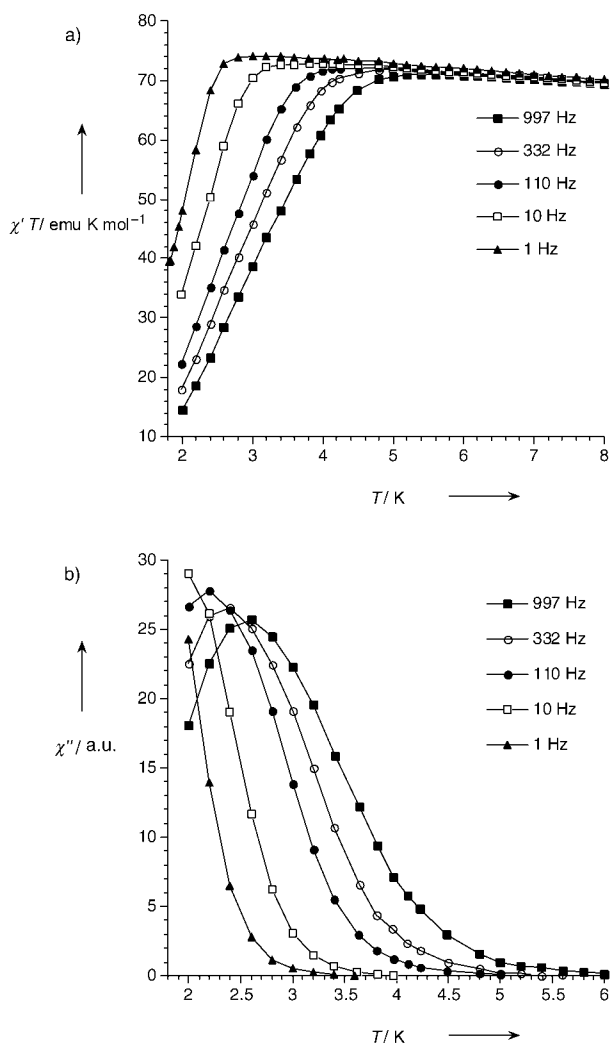 a)
80
70
60
50
40
30
20
10
χ′ T/ emu K mol⁻¹
997 Hz
332 Hz
110 Hz
10 Hz
1 Hz
2 3 4 5 6 7 8
T/ K
b)
30
25
20
15
10
5
0
χ″/ a.u.
997 Hz
332 Hz
110 Hz
10 Hz
1 Hz
2 2.5 3 3.5 4 4.5 5 5.5 6
T/ K